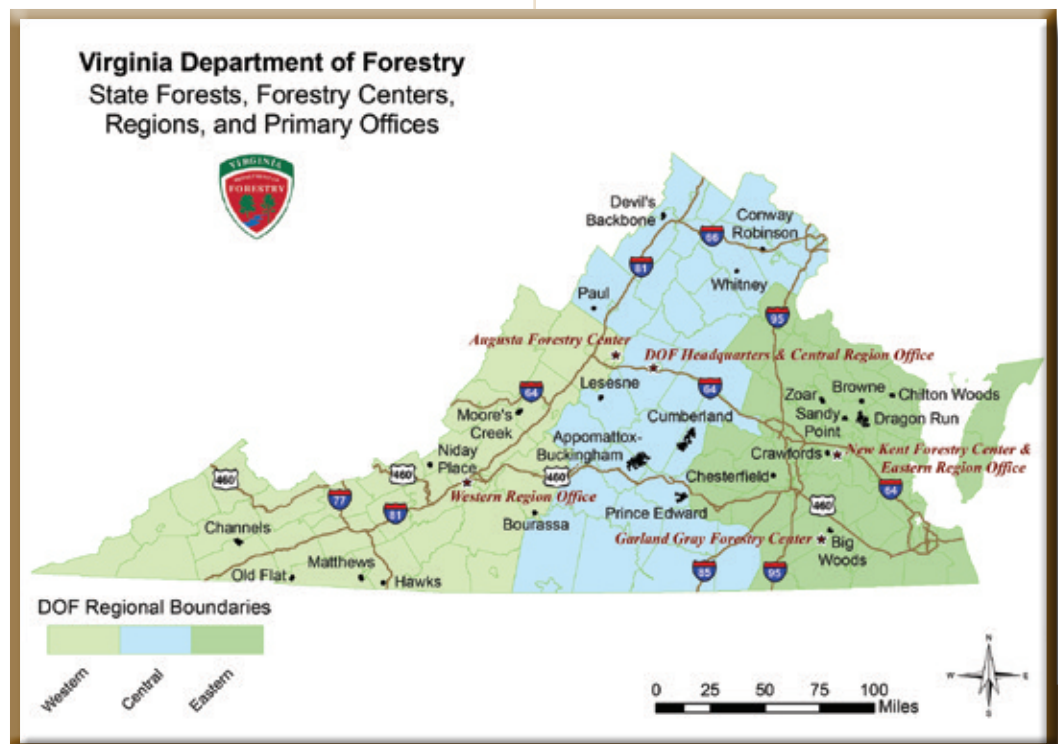 Virginia Department of Forestry
State Forests, Forestry Centers,
Regions, and Primary Offices
VIRGINIA
DEPARTMENT OF
FORESTRY
Devil's
Backbone
Conway
Robinson
66
81
Whitney
Paul
95
Augusta Forestry Center
DOF Headquarters & Central Region Office
64
Lesesne
64
Zoar
Browne
Chilton Woods
Moore's
Creek
Cumberland
Sandy
Point
Dragon Run
Appomattox-
Buckingham
Niday
Place
Crawfords
New Kent Forestry Center &
Eastern Region Office
460
460
460
Chesterfield
64
77
Western Region Office
81
Prince Edward
460
Bourassa
Channels
Garland Gray Forestry Center
Big
Woods
Matthews
Old Flat
Hawks
85
95
DOF Regional Boundaries
Western
Central
Eastern
0 25 50 75 100
Miles
N
W E
S